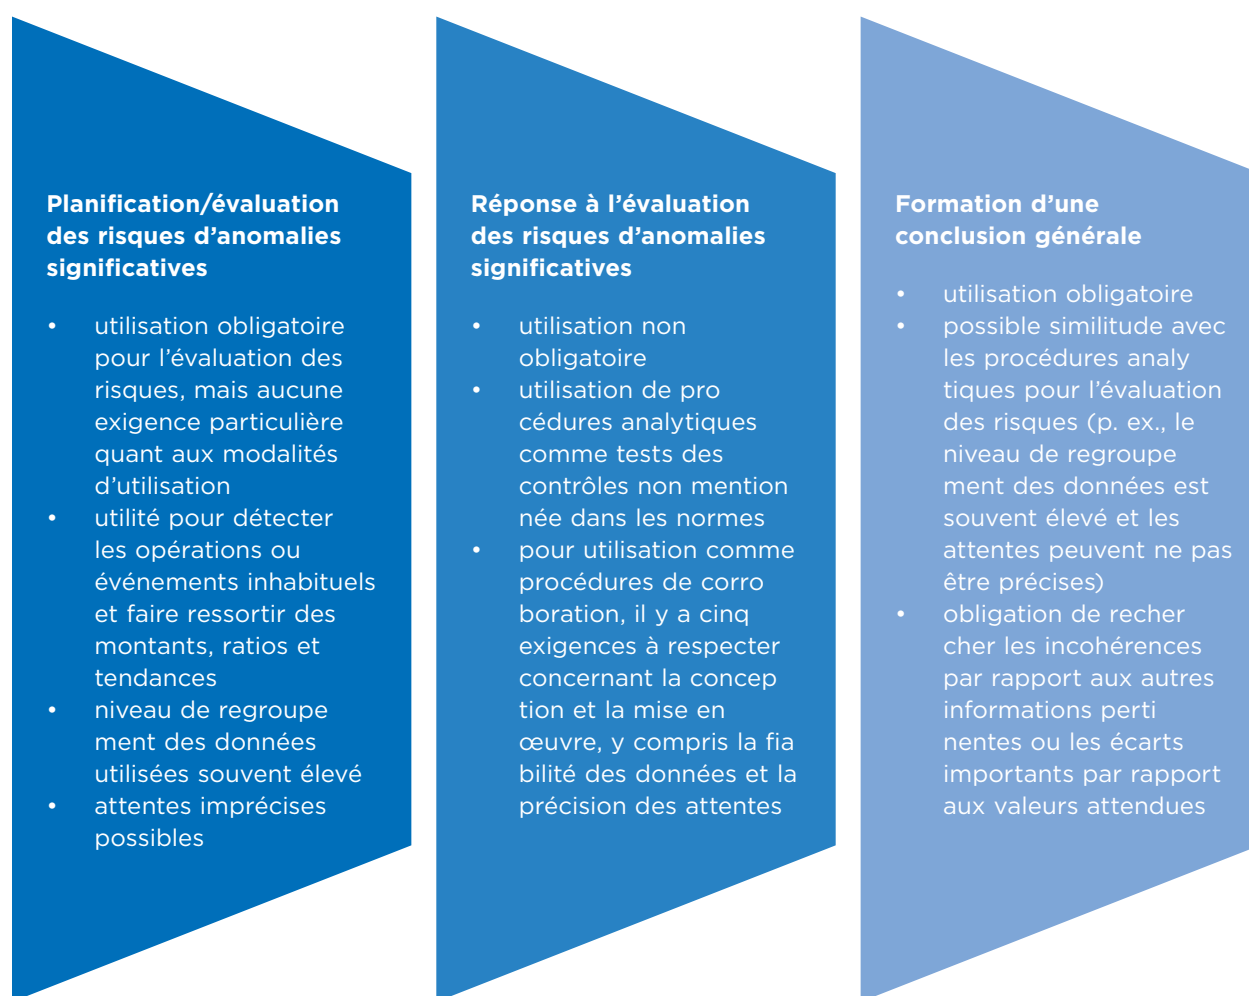 Planification/évaluation
des risques d'anomalies
significatives
• utilisation obligatoire
pour l'évaluation des
risques, mais aucune
exigence particulière
quant aux modalités
d'utilisation
• utilité pour détecter
les opérations ou
événements inhabituels
et faire ressortir des
montants, ratios et
tendances
• niveau de regroupe
ment des données
utilisées souvent élevé
• attentes imprécises
possibles
Réponse à l'évaluation
des risques d'anomalies
significatives
• utilisation non
obligatoire
• utilisation de pro
cédures analytiques
comme tests des
contrôles non mention
née dans les normes
• pour utilisation comme
procédures de corro
boration, il y a cinq
exigences à respecter
concernant la concep
tion et la mise en
œuvre, y compris la fia
bilité des données et la
précision des attentes
Formation d'une
conclusion générale
• utilisation obligatoire
• possible similitude avec
les procédures analy
tiques pour l'évaluation
des risques (p. ex., le
niveau de regroupe
ment des données est
souvent élevé et les
attentes peuvent ne pas
être précises)
• obligation de recher
cher les incohérences
par rapport aux autres
informations perti
nentes ou les écarts
importants par rapport
aux valeurs attendues